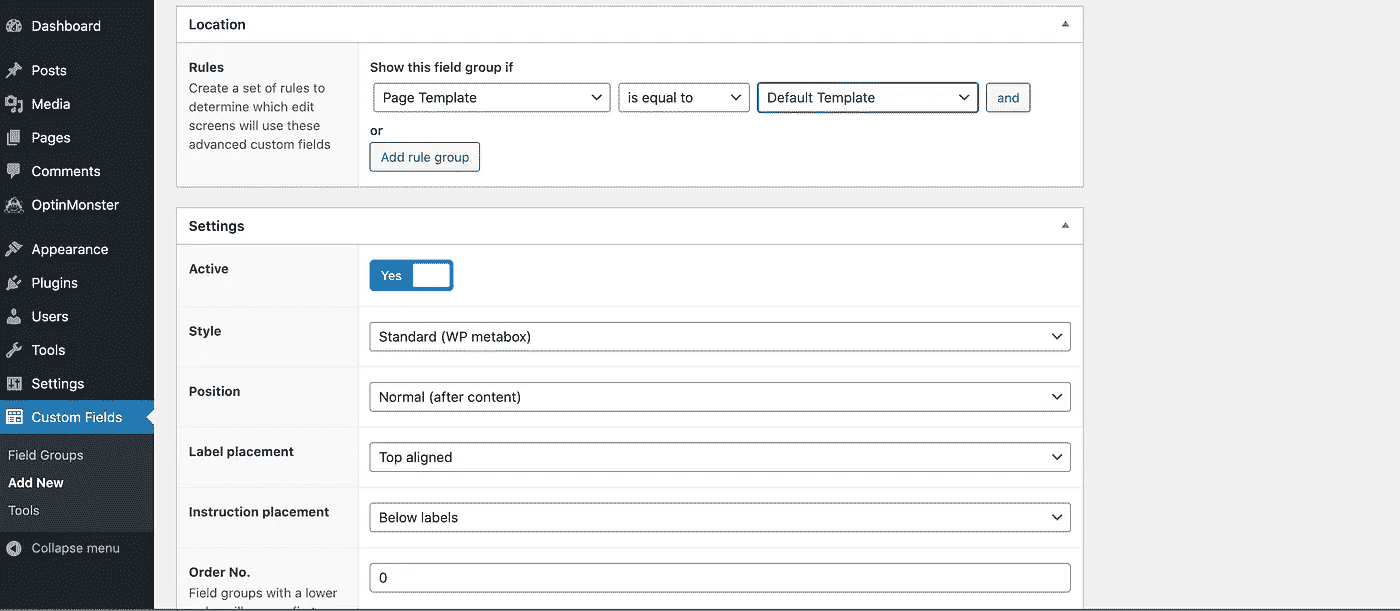 Dashboard
Posts
Media
Pages
Comments
OptinMonster
Appearance
Plugins
Users
Tools
Settings
Custom Fields
Field Groups
Add New
Tools
Collapse menu
Location
Rules
Create a set of rules to
determine which edit
screens will use these
advanced custom fields
Show this field group if
Page Template is equal to Default Template and
or
Add rule group
Settings
Active
Yes
Style
Standard (WP metabox)
Position
Normal (after content)
Label placement
Top aligned
Instruction placement
Below labels
Order No.
Field groups with a lower
0